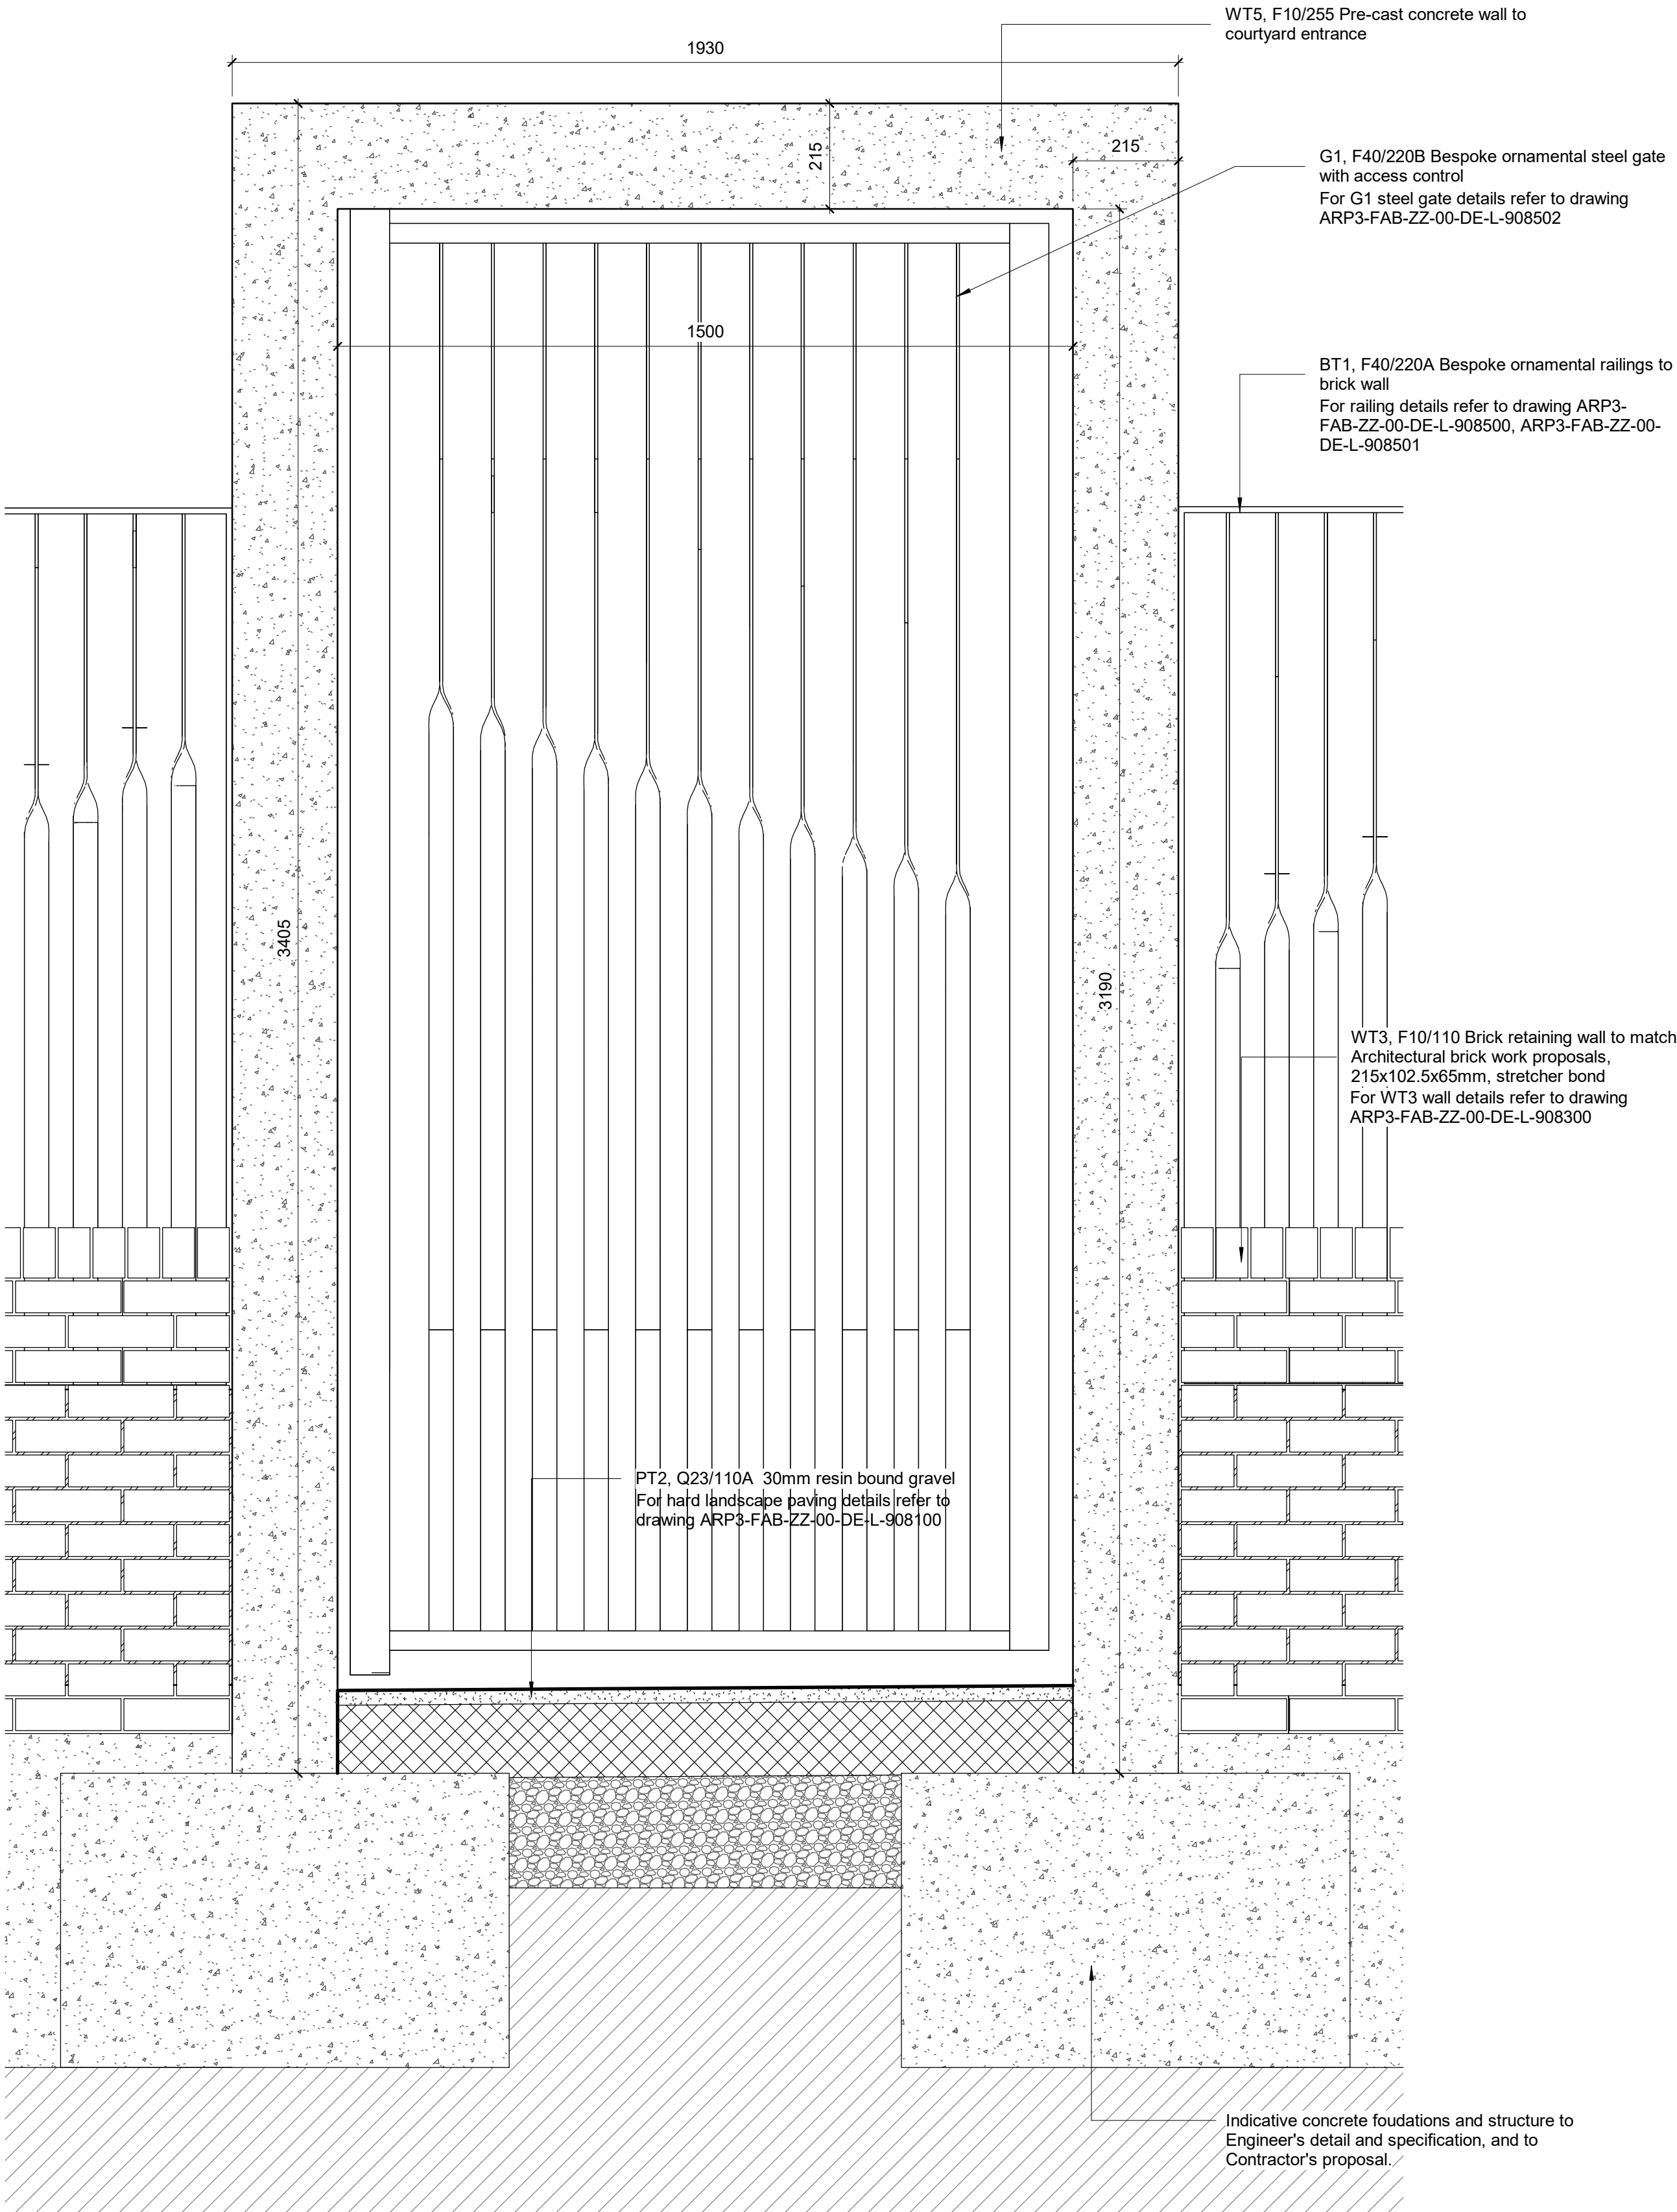 WT5, F10/255 Pre-cast concrete wall to
courtyard entrance
1930
215
215
G1, F40/220B Bespoke ornamental steel gate
with access control
For G1 steel gate details refer to drawing
ARP3-FAB-ZZ-00-DE-L-908502
1500
BT1, F40/220A Bespoke ornamental railings to
brick wall
For railing details refer to drawing ARP3-
FAB-ZZ-00-DE-L-908500, ARP3-FAB-ZZ-00-
DE-L-908501
3405
3190
WT3, F10/110 Brick retaining wall to match
Architectural brick work proposals,
215x102.5x65mm, stretcher bond
For WT3 wall details refer to drawing
ARP3-FAB-ZZ-00-DE-L-908300
PT2, Q23/110A 30mm resin bound gravel
For hard landscape paving details refer to
drawing ARP3-FAB-ZZ-00-DE-L-908100
Indicative concrete foudations and structure to
Engineer's detail and specification, and to
Contractor's proposal.